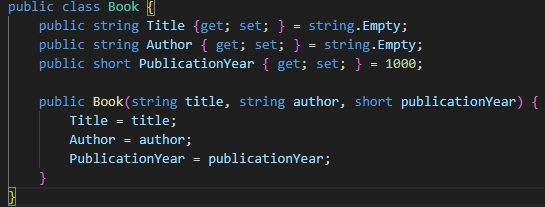 public class Book {
    public string Title {get; set; } = string.Empty;
    public string Author { get; set; } = string.Empty;
    public short PublicationYear { get; set; } = 1000;

    public Book(string title, string author, short publicationYear) {
        Title = title;
        Author = author;
        PublicationYear = publicationYear;
    }
}